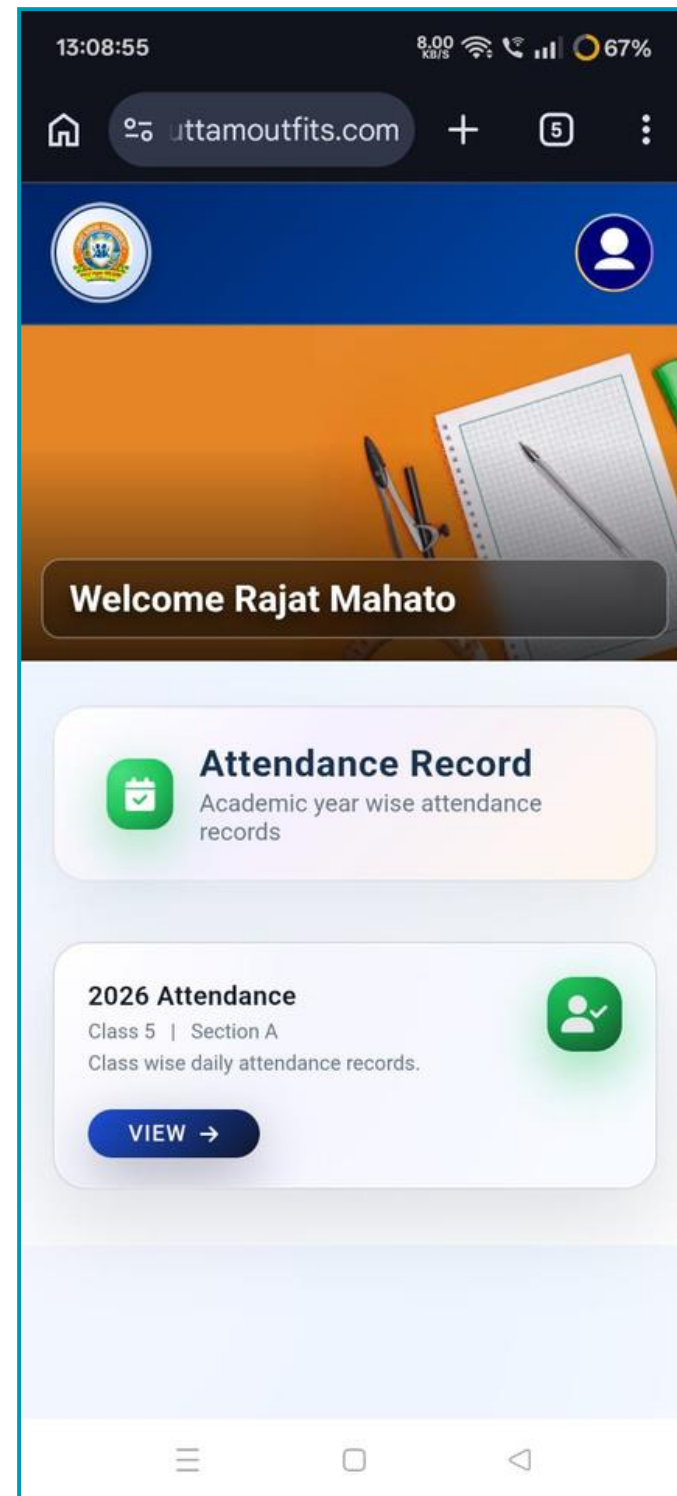 13:08:55
8.00 KB/S
67%
uttamoutfits.com
5
Welcome Rajat Mahato
Attendance Record
Academic year wise attendance
records
2026 Attendance
Class 5 | Section A
Class wise daily attendance records.
VIEW →